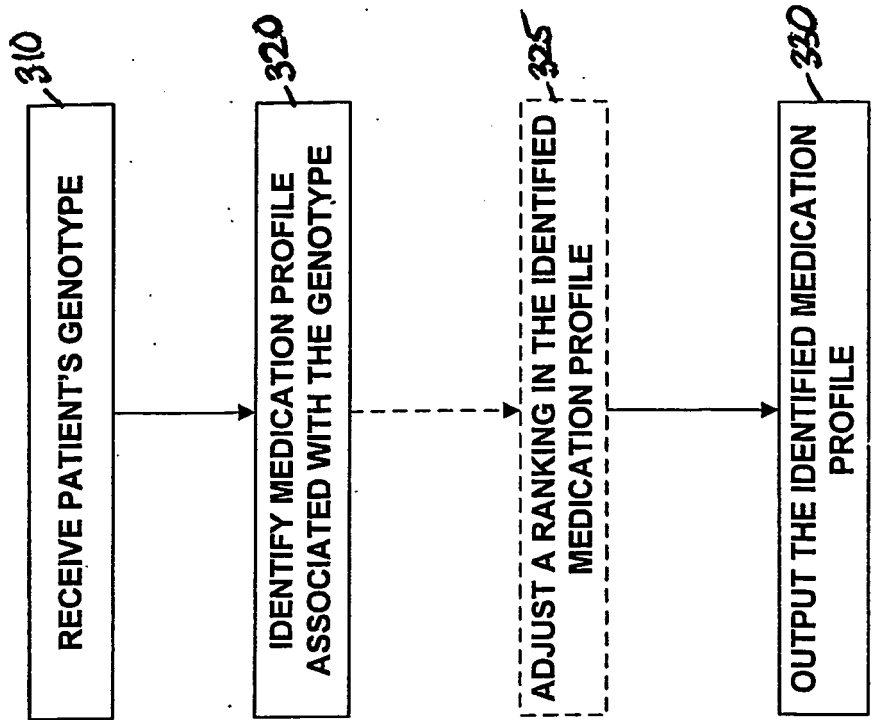 310
RECEIVE PATIENT'S GENOTYPE
320
IDENTIFY MEDICATION PROFILE
ASSOCIATED WITH THE GENOTYPE
325
ADJUST A RANKING IN THE IDENTIFIED
MEDICATION PROFILE
330
OUTPUT THE IDENTIFIED MEDICATION
PROFILE